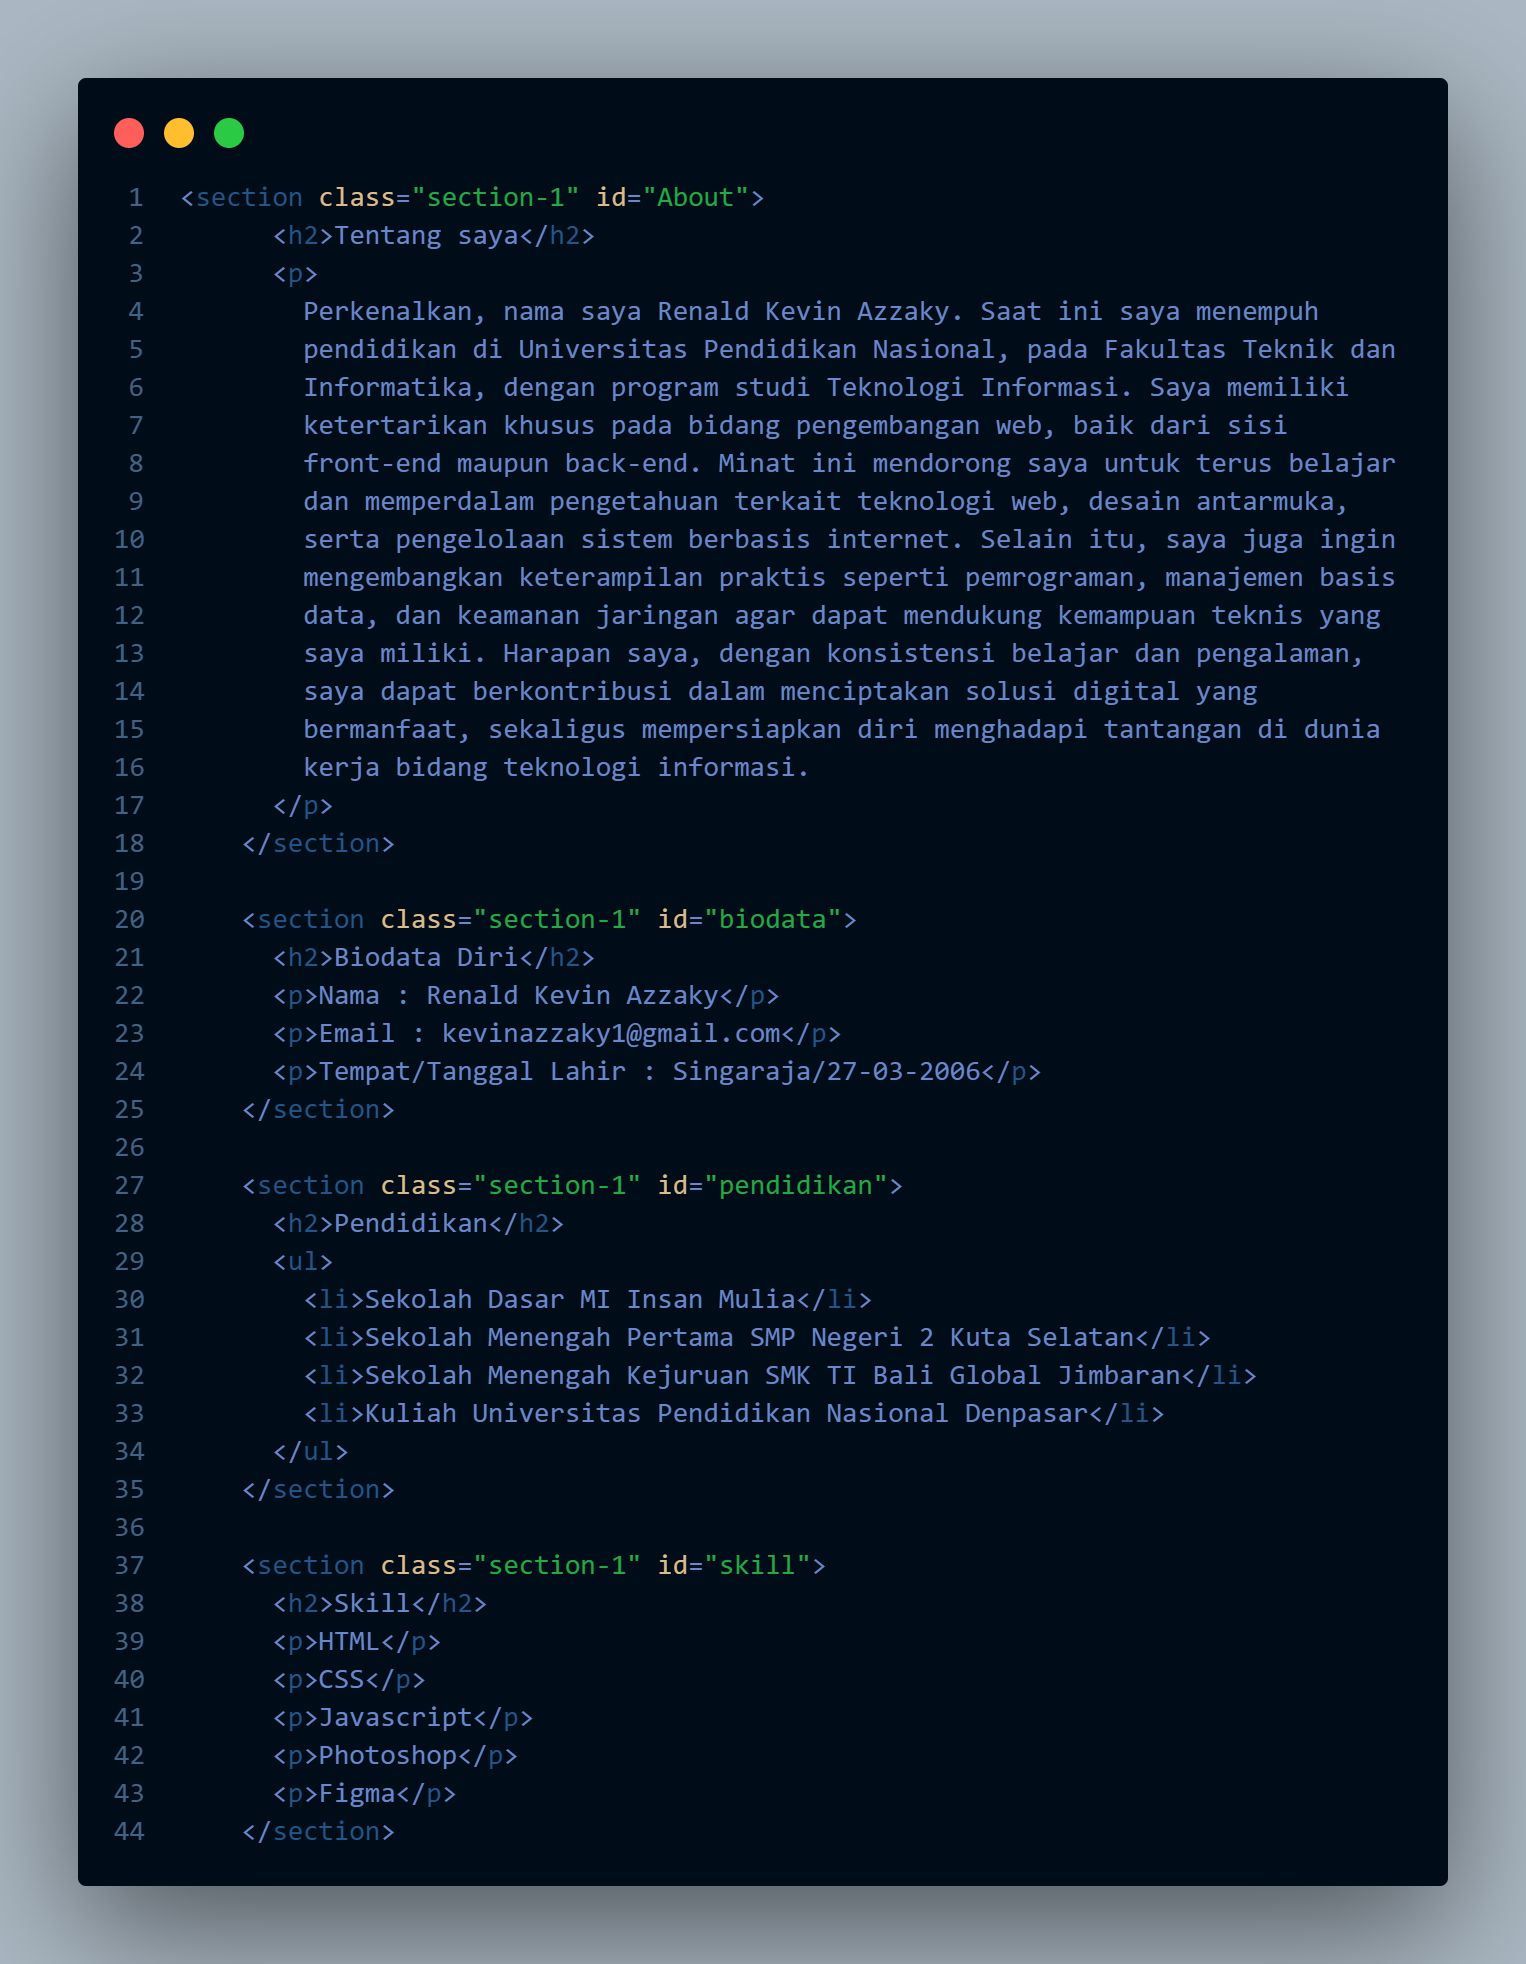 1 <section class="section-1" id="About">
2 <h2>Tentang saya</h2>
3 <p>
4 Perkenalkan, nama saya Renald Kevin Azzaky. Saat ini saya menempuh
5 pendidikan di Universitas Pendidikan Nasional, pada Fakultas Teknik dan
6 Informatika, dengan program studi Teknologi Informasi. Saya memiliki
7 ketertarikan khusus pada bidang pengembangan web, baik dari sisi
8 front-end maupun back-end. Minat ini mendorong saya untuk terus belajar
9 dan memperdalam pengetahuan terkait teknologi web, desain antarmuka,
10 serta pengelolaan sistem berbasis internet. Selain itu, saya juga ingin
11 mengembangkan keterampilan praktis seperti pemrograman, manajemen basis
12 data, dan keamanan jaringan agar dapat mendukung kemampuan teknis yang
13 saya miliki. Harapan saya, dengan konsistensi belajar dan pengalaman,
14 saya dapat berkontribusi dalam menciptakan solusi digital yang
15 bermanfaat, sekaligus mempersiapkan diri menghadapi tantangan di dunia
16 kerja bidang teknologi informasi.
17 </p>
18 </section>
19
20 <section class="section-1" id="biodata">
21 <h2>Biodata Diri</h2>
22 <p>Nama : Renald Kevin Azzaky</p>
23 <p>Email : kevinazzaky1@gmail.com</p>
24 <p>Tempat/Tanggal Lahir : Singaraja/27-03-2006</p>
25 </section>
26
27 <section class="section-1" id="pendidikan">
28 <h2>Pendidikan</h2>
29 <ul>
30 <li>Sekolah Dasar MI Insan Mulia</li>
31 <li>Sekolah Menengah Pertama SMP Negeri 2 Kuta Selatan</li>
32 <li>Sekolah Menengah Kejuruan SMK TI Bali Global Jimbaran</li>
33 <li>Kuliah Universitas Pendidikan Nasional Denpasar</li>
34 </ul>
35 </section>
36
37 <section class="section-1" id="skill">
38 <h2>Skill</h2>
39 <p>HTML</p>
40 <p>CSS</p>
41 <p>Javascript</p>
42 <p>Photoshop</p>
43 <p>Figma</p>
44 </section>